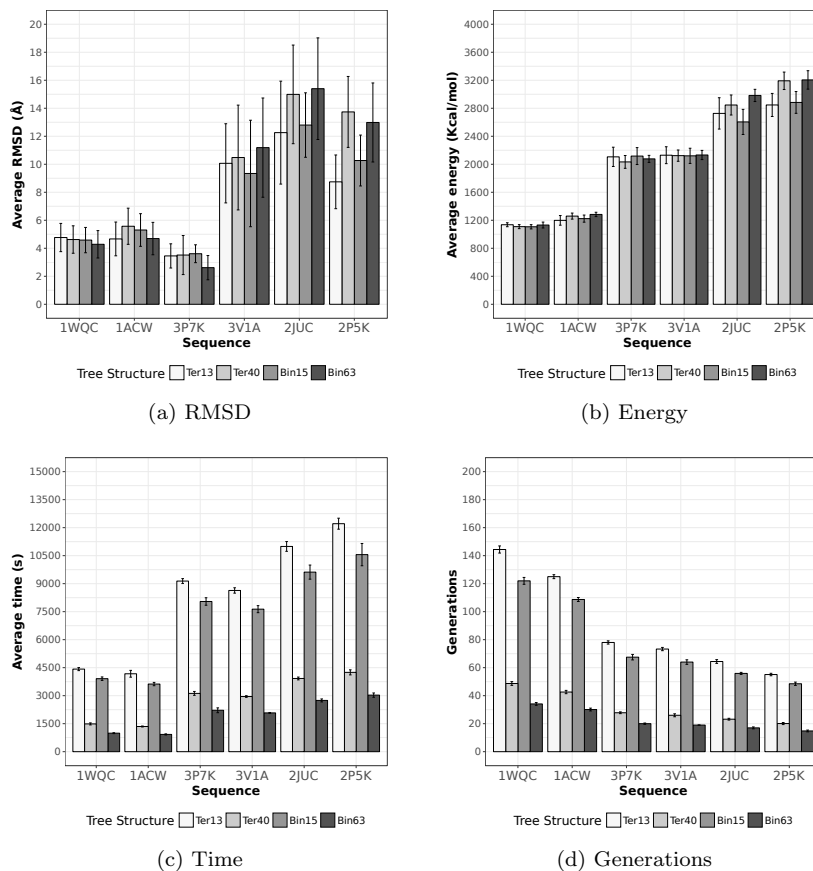 20
18
16
14
12
10
8
6
4
2
0
Average RMSD (Å)
1WQC 1ACW 3P7K 3V1A 2JUC 2P5K
Sequence
Tree Structure Ter13 Ter40 Bin15 Bin63
(a) RMSD
4000
3600
3200
2800
2400
2000
1600
1200
800
400
0
Average energy (Kcal/mol)
1WQC 1ACW 3P7K 3V1A 2JUC 2P5K
Sequence
Tree Structure Ter13 Ter40 Bin15 Bin63
(b) Energy
15000
13500
12000
10500
9000
7500
6000
4500
3000
1500
0
Average time (s)
1WQC 1ACW 3P7K 3V1A 2JUC 2P5K
Sequence
Tree Structure Ter13 Ter40 Bin15 Bin63
(c) Time
200
180
160
140
120
100
80
60
40
20
0
Generations
1WQC 1ACW 3P7K 3V1A 2JUC 2P5K
Sequence
Tree Structure Ter13 Ter40 Bin15 Bin63
(d) Generations